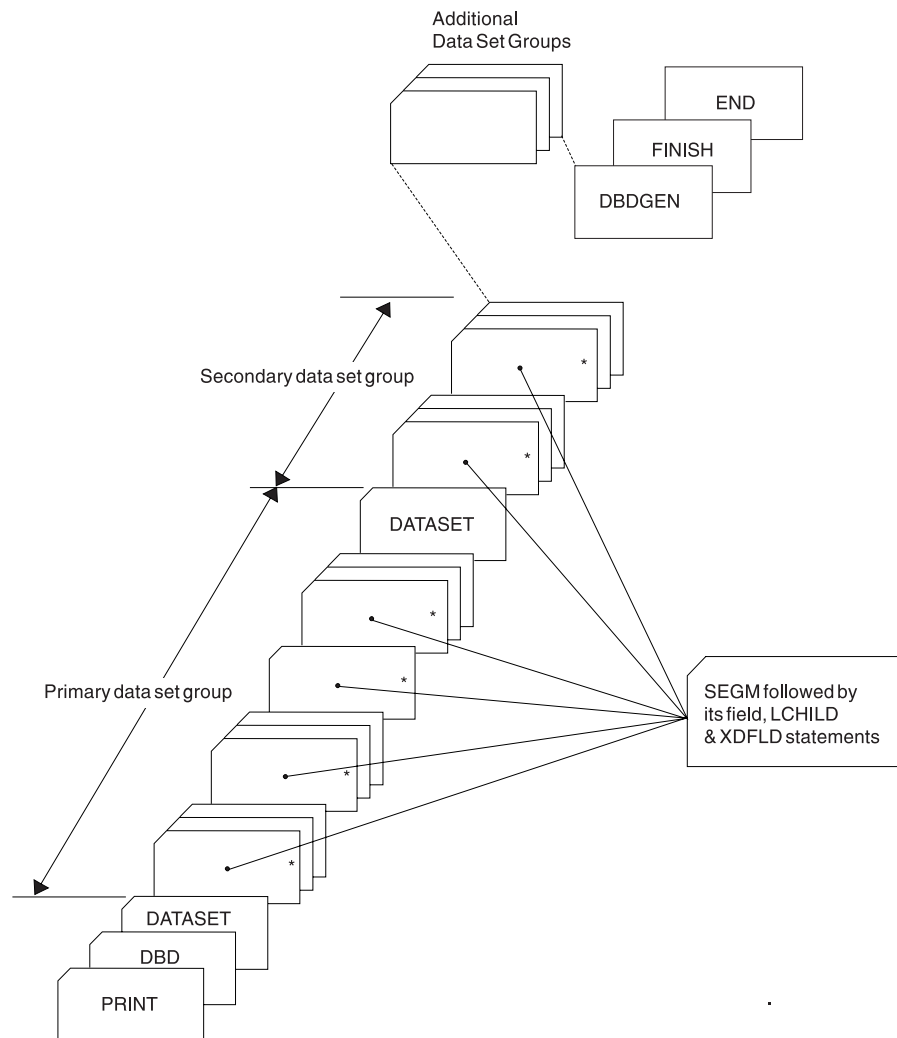 Additional
Data Set Groups
END
FINISH
DBDGEN
*
Secondary data set group
*
DATASET
*
*
Primary data set group
SEGM followed by
its field, LCHILD
& XDFLD statements
*
*
DATASET
DBD
PRINT
.